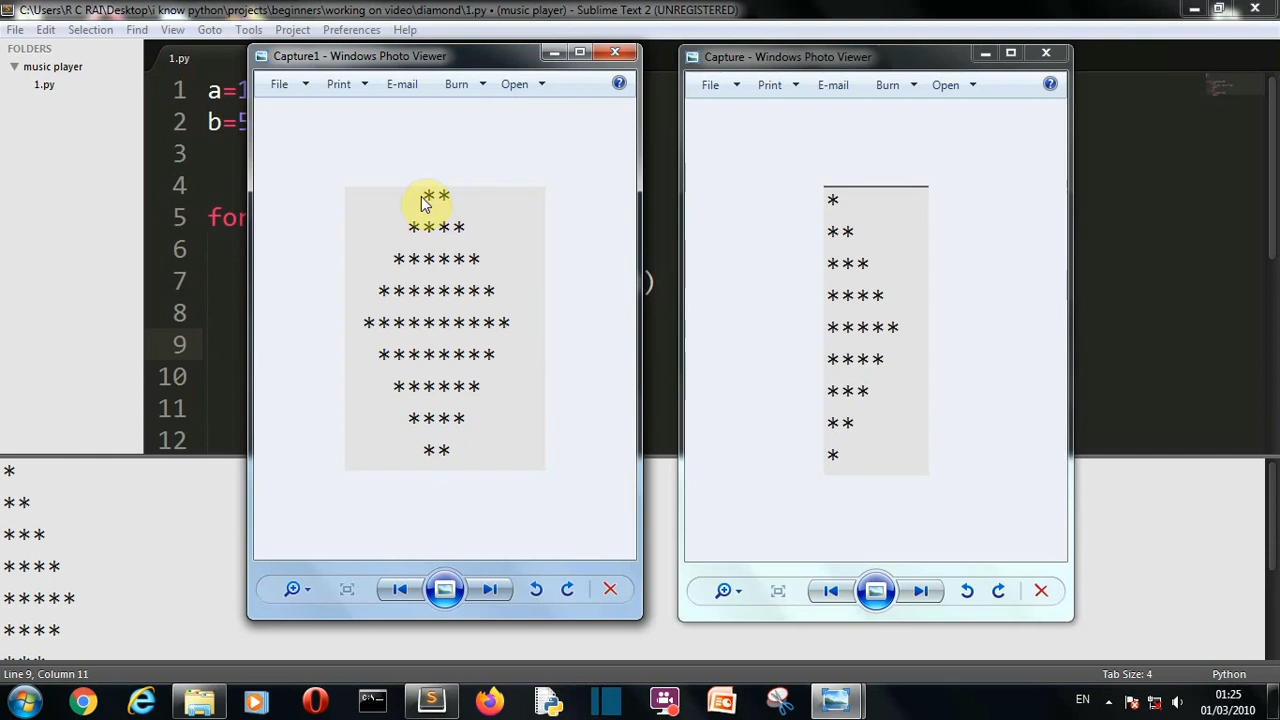 C:\Users\R C RAI\Desktop\i know python\projects\beginners\working on video\diamond\1.py • (music player) - Sublime Text 2 (UNREGISTERED)
File Edit Selection Find View Goto Tools Project Preferences Help
FOLDERS
music player
1.py
1.py
1 a=1
2 b=5
3
4
5 for
6
7 )
8
9
10
11
12
Capture1 - Windows Photo Viewer
File Print E-mail Burn Open
**
****
******
********
**********
********
******
****
**
Capture - Windows Photo Viewer
File Print E-mail Burn Open
*
**
***
****
*****
****
***
**
*
*
**
***
****
*****
****
Line 9, Column 11
Tab Size: 4
Python
EN
01:25
01/03/2010